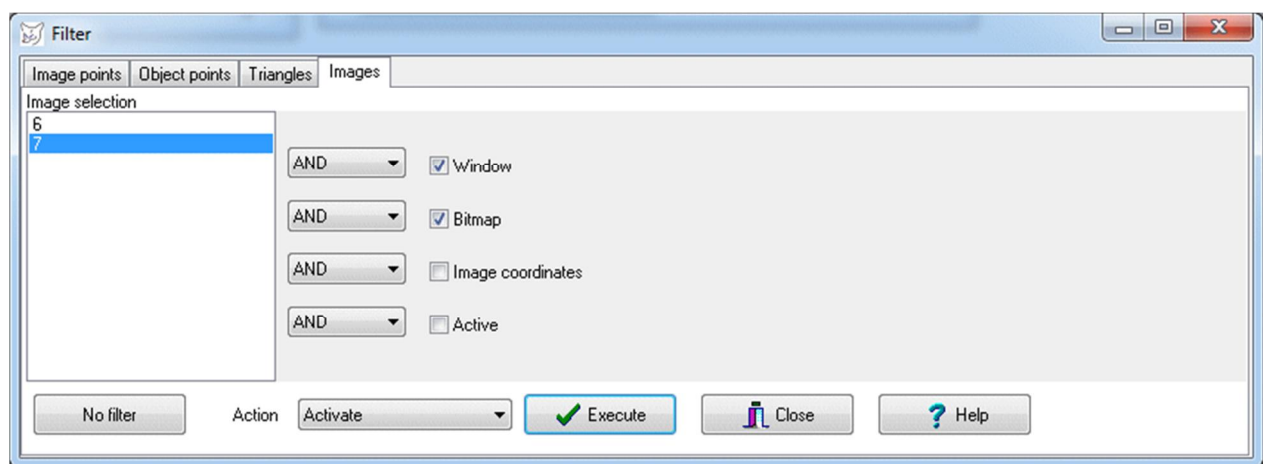 Filter
Image points Object points Triangles Images
Image selection
6
7
AND Window
AND Bitmap
AND Image coordinates
AND Active
No filter Action Activate Execute Close ? Help